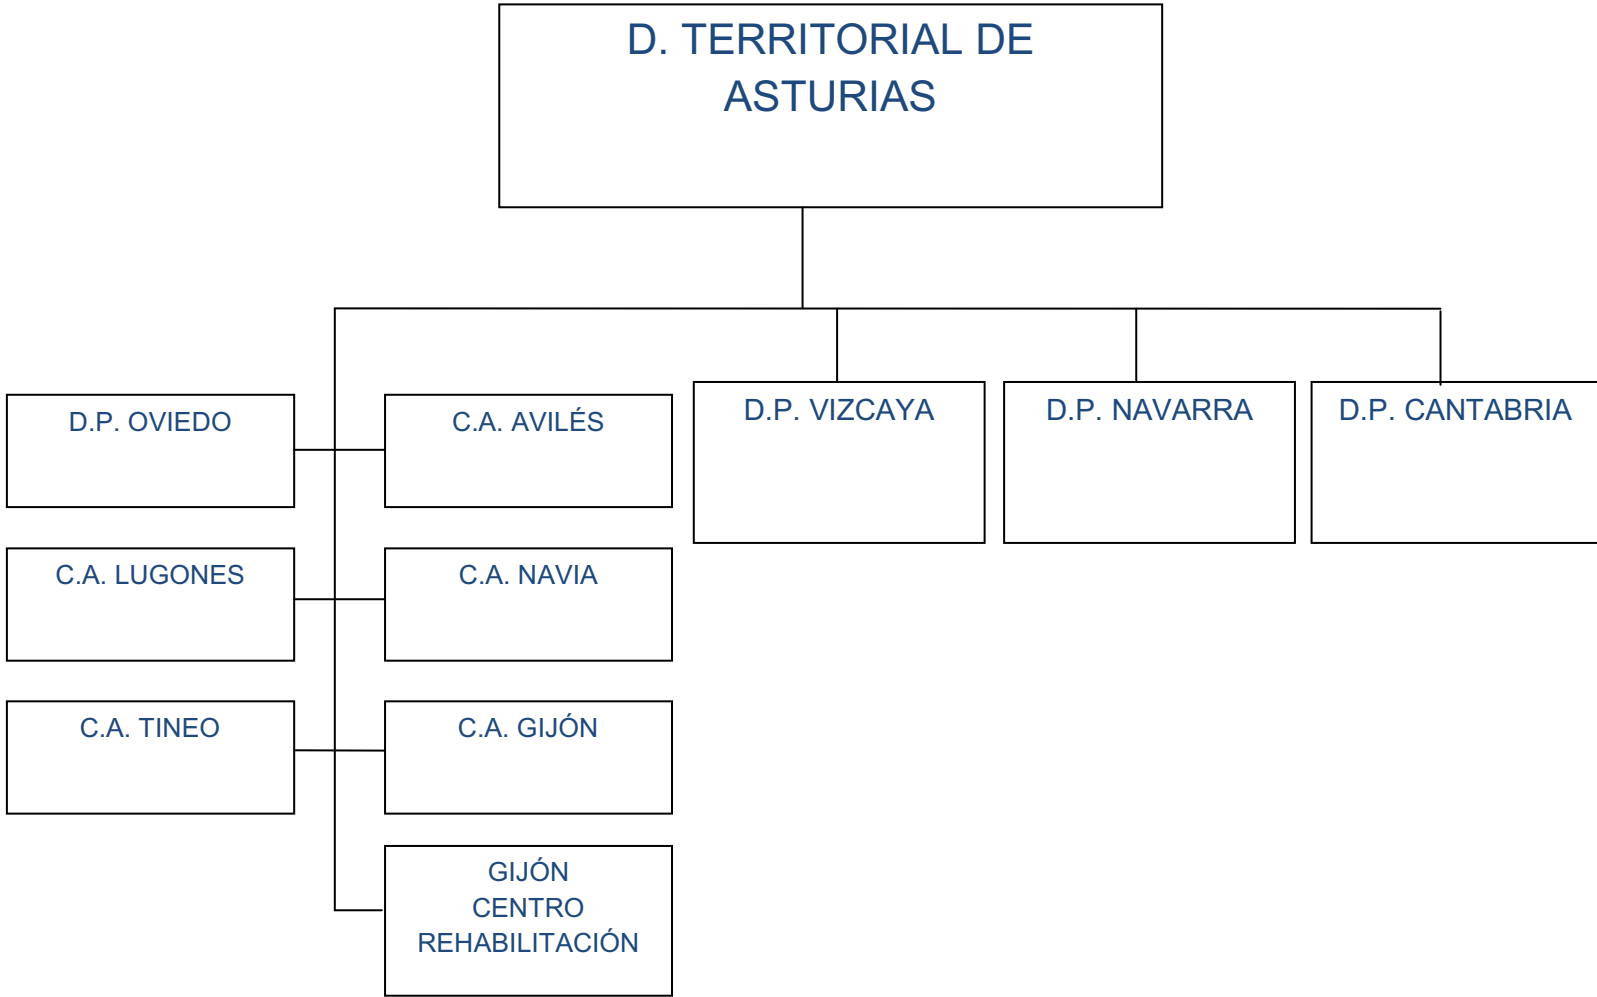 D. TERRITORIAL DE
ASTURIAS
D.P. OVIEDO
C.A. AVILÉS
D.P. VIZCAYA
D.P. NAVARRA
D.P. CANTABRIA
C.A. LUGONES
C.A. NAVIA
C.A. TINEO
C.A. GIJÓN
GIJÓN
CENTRO
REHABILITACIÓN